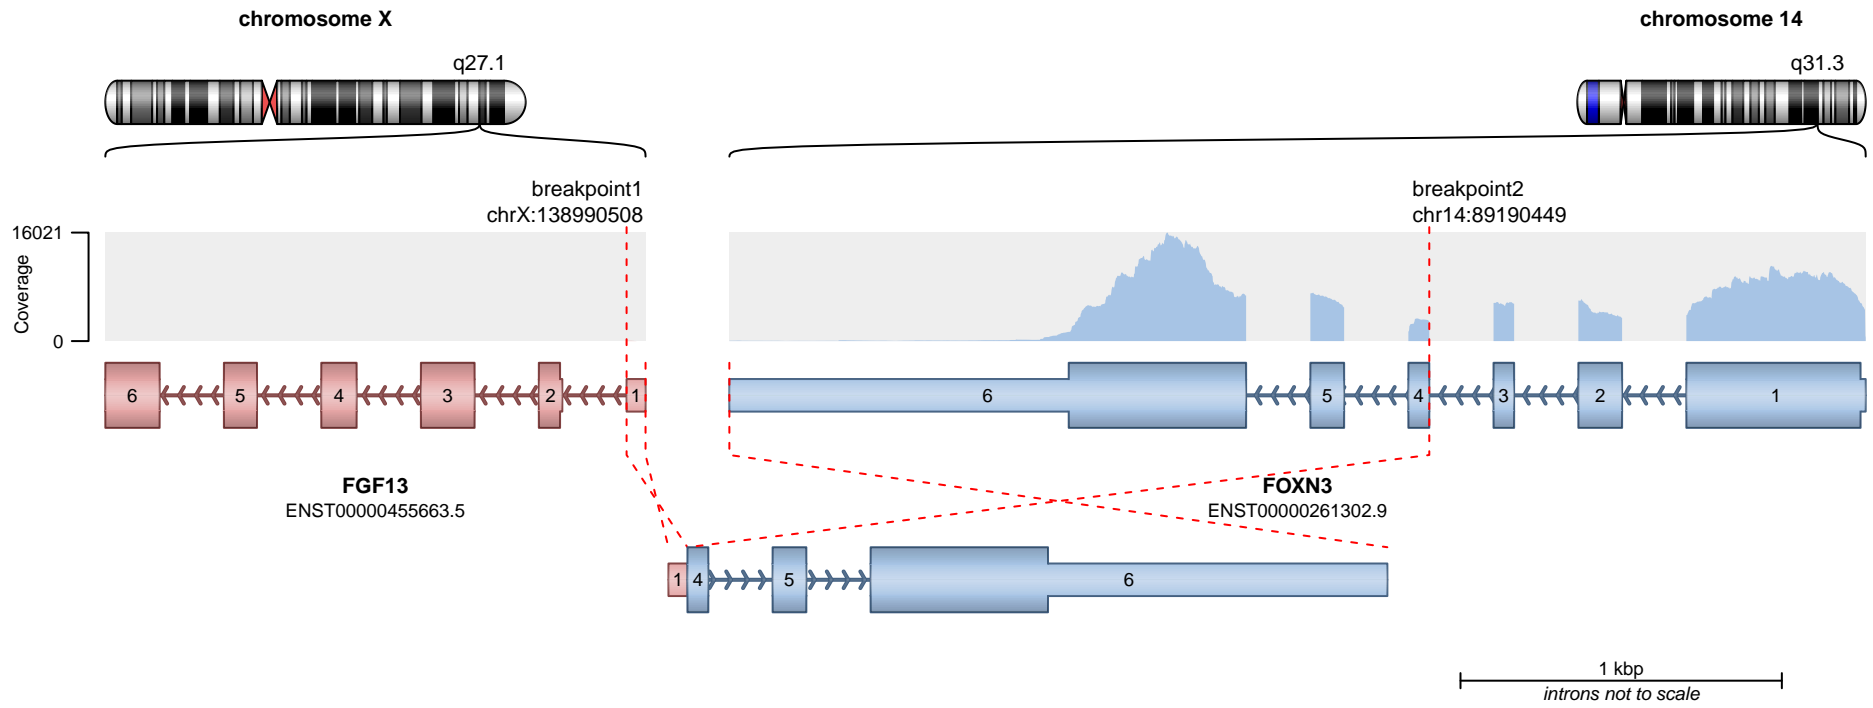 chromosome X
chromosome 14
q27.1
q31.3
breakpoint1
chrX:138990508
breakpoint2
chr14:89190449
16021
Coverage
0
6 5 4 3 2 1
6 5 4 3 2 1
FGF13
ENST00000455663.5
FOXN3
ENST00000261302.9
1 4 5 6
1 kbp
introns not to scale